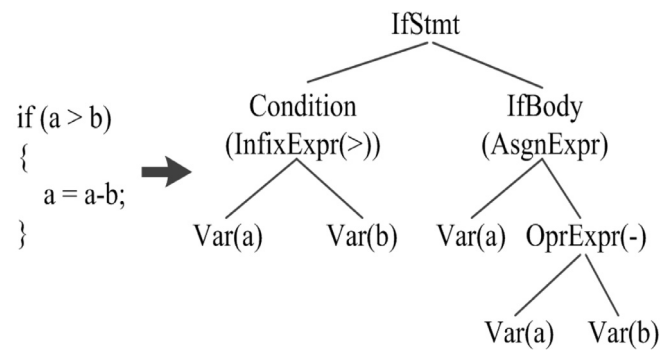 if (a > b)
{
a = a-b;
}
IfStmt
Condition
(InfixExpr(>))
IfBody
(AsgnExpr)
Var(a)
Var(b)
Var(a)
OprExpr(-)
Var(a)
Var(b)